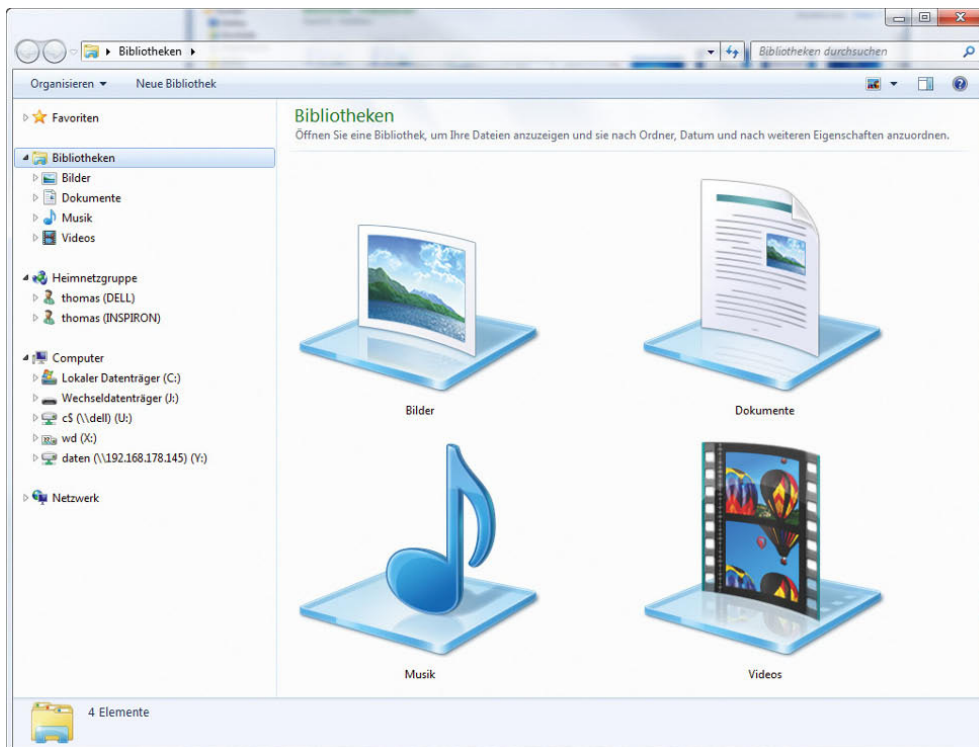 Bibliotheken
Bibliotheken durchsuchen
Organisieren
Neue Bibliothek
Favoriten
Bibliotheken
Bilder
Dokumente
Musik
Videos
Heimnetzgruppe
thomas (DELL)
thomas (INSPIRON)
Computer
Lokaler Datenträger (C:)
Wechseldatenträger (J:)
c$ (\\dell) (U:)
wd (X:)
daten (\\192.168.178.145) (Y:)
Netzwerk
Bibliotheken
Öffnen Sie eine Bibliothek, um Ihre Dateien anzuzeigen und sie nach Ordner, Datum und nach weiteren Eigenschaften anzuordnen.
Bilder
Dokumente
Musik
Videos
4 Elemente